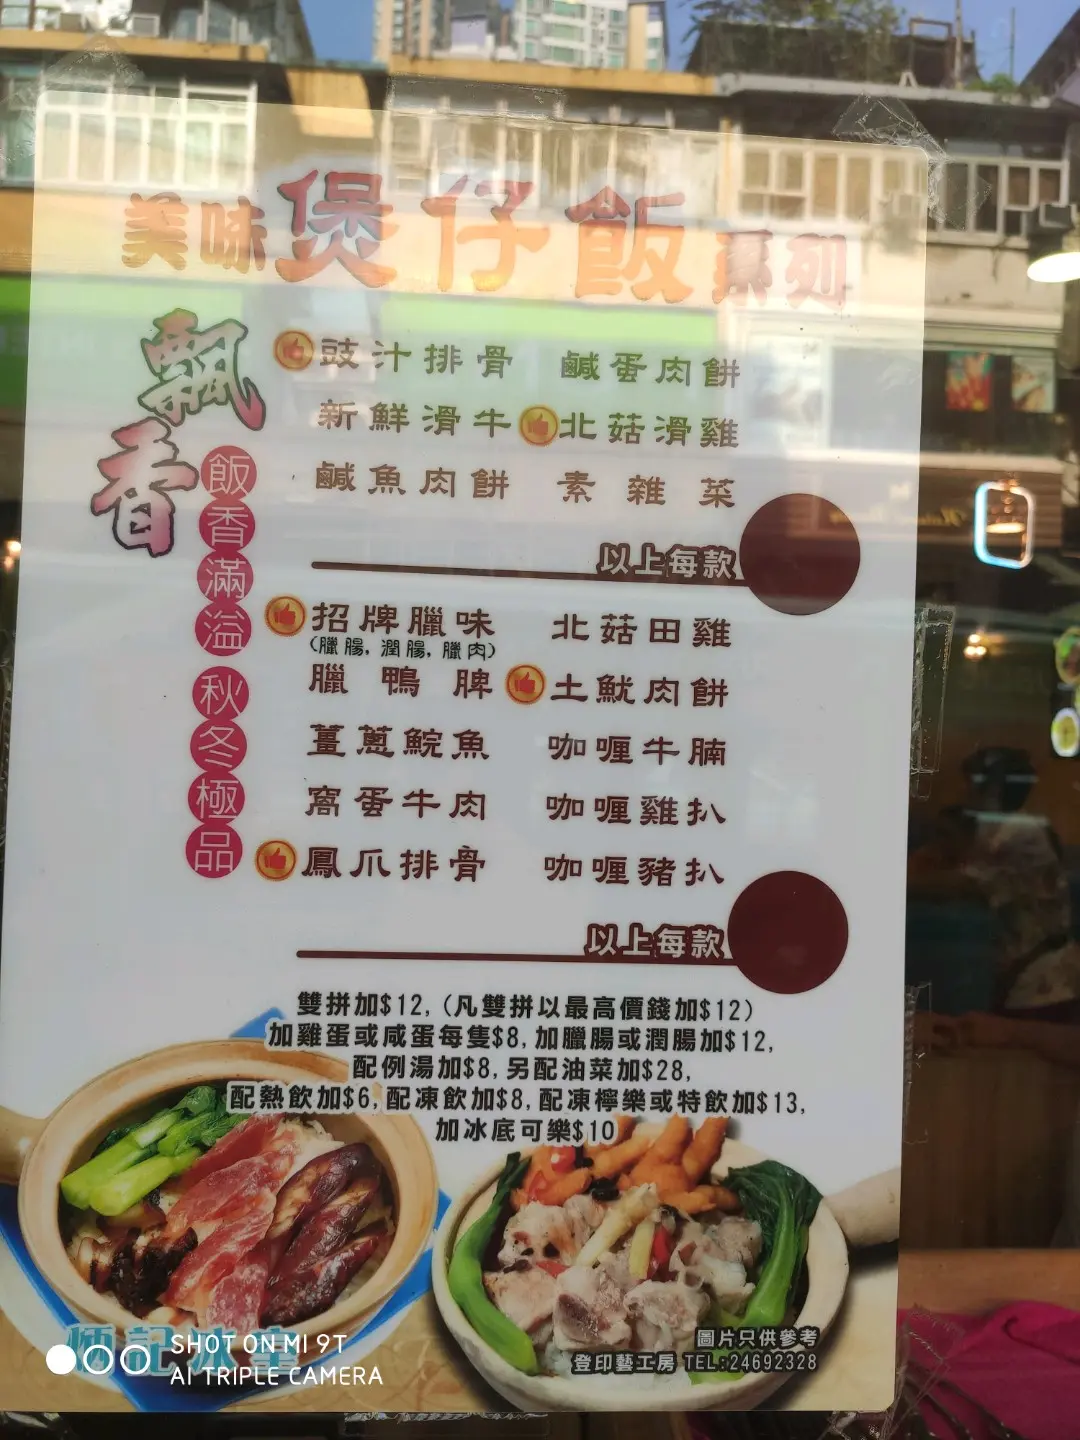 美味煲仔飯系列
飄香
飯香滿溢 秋冬極品
豉汁排骨 鹹蛋肉餅
新鮮滑牛 北菇滑雞
鹹魚肉餅 素雜菜
以上每款
招牌臘味 北菇田雞
(臘腸,潤腸,臘肉)
臘鴨脾 土魷肉餅
薑蔥鯇魚 咖喱牛腩
窩蛋牛肉 咖喱雞扒
鳳爪排骨 咖喱豬扒
以上每款
雙拼加$12,(凡雙拼以最高價錢加$12)
加雞蛋或咸蛋每隻$8,加臘腸或潤腸加$12,
配例湯加$8,另配油菜加$28,
配熱飲加$6,配凍飲加$8,配凍檸樂或特飲加$13,
加冰底可樂$10
圖片只供參考
登印藝工房 TEL:24692328
炳記冰室
SHOT ON MI 9T
AI TRIPLE CAMERA